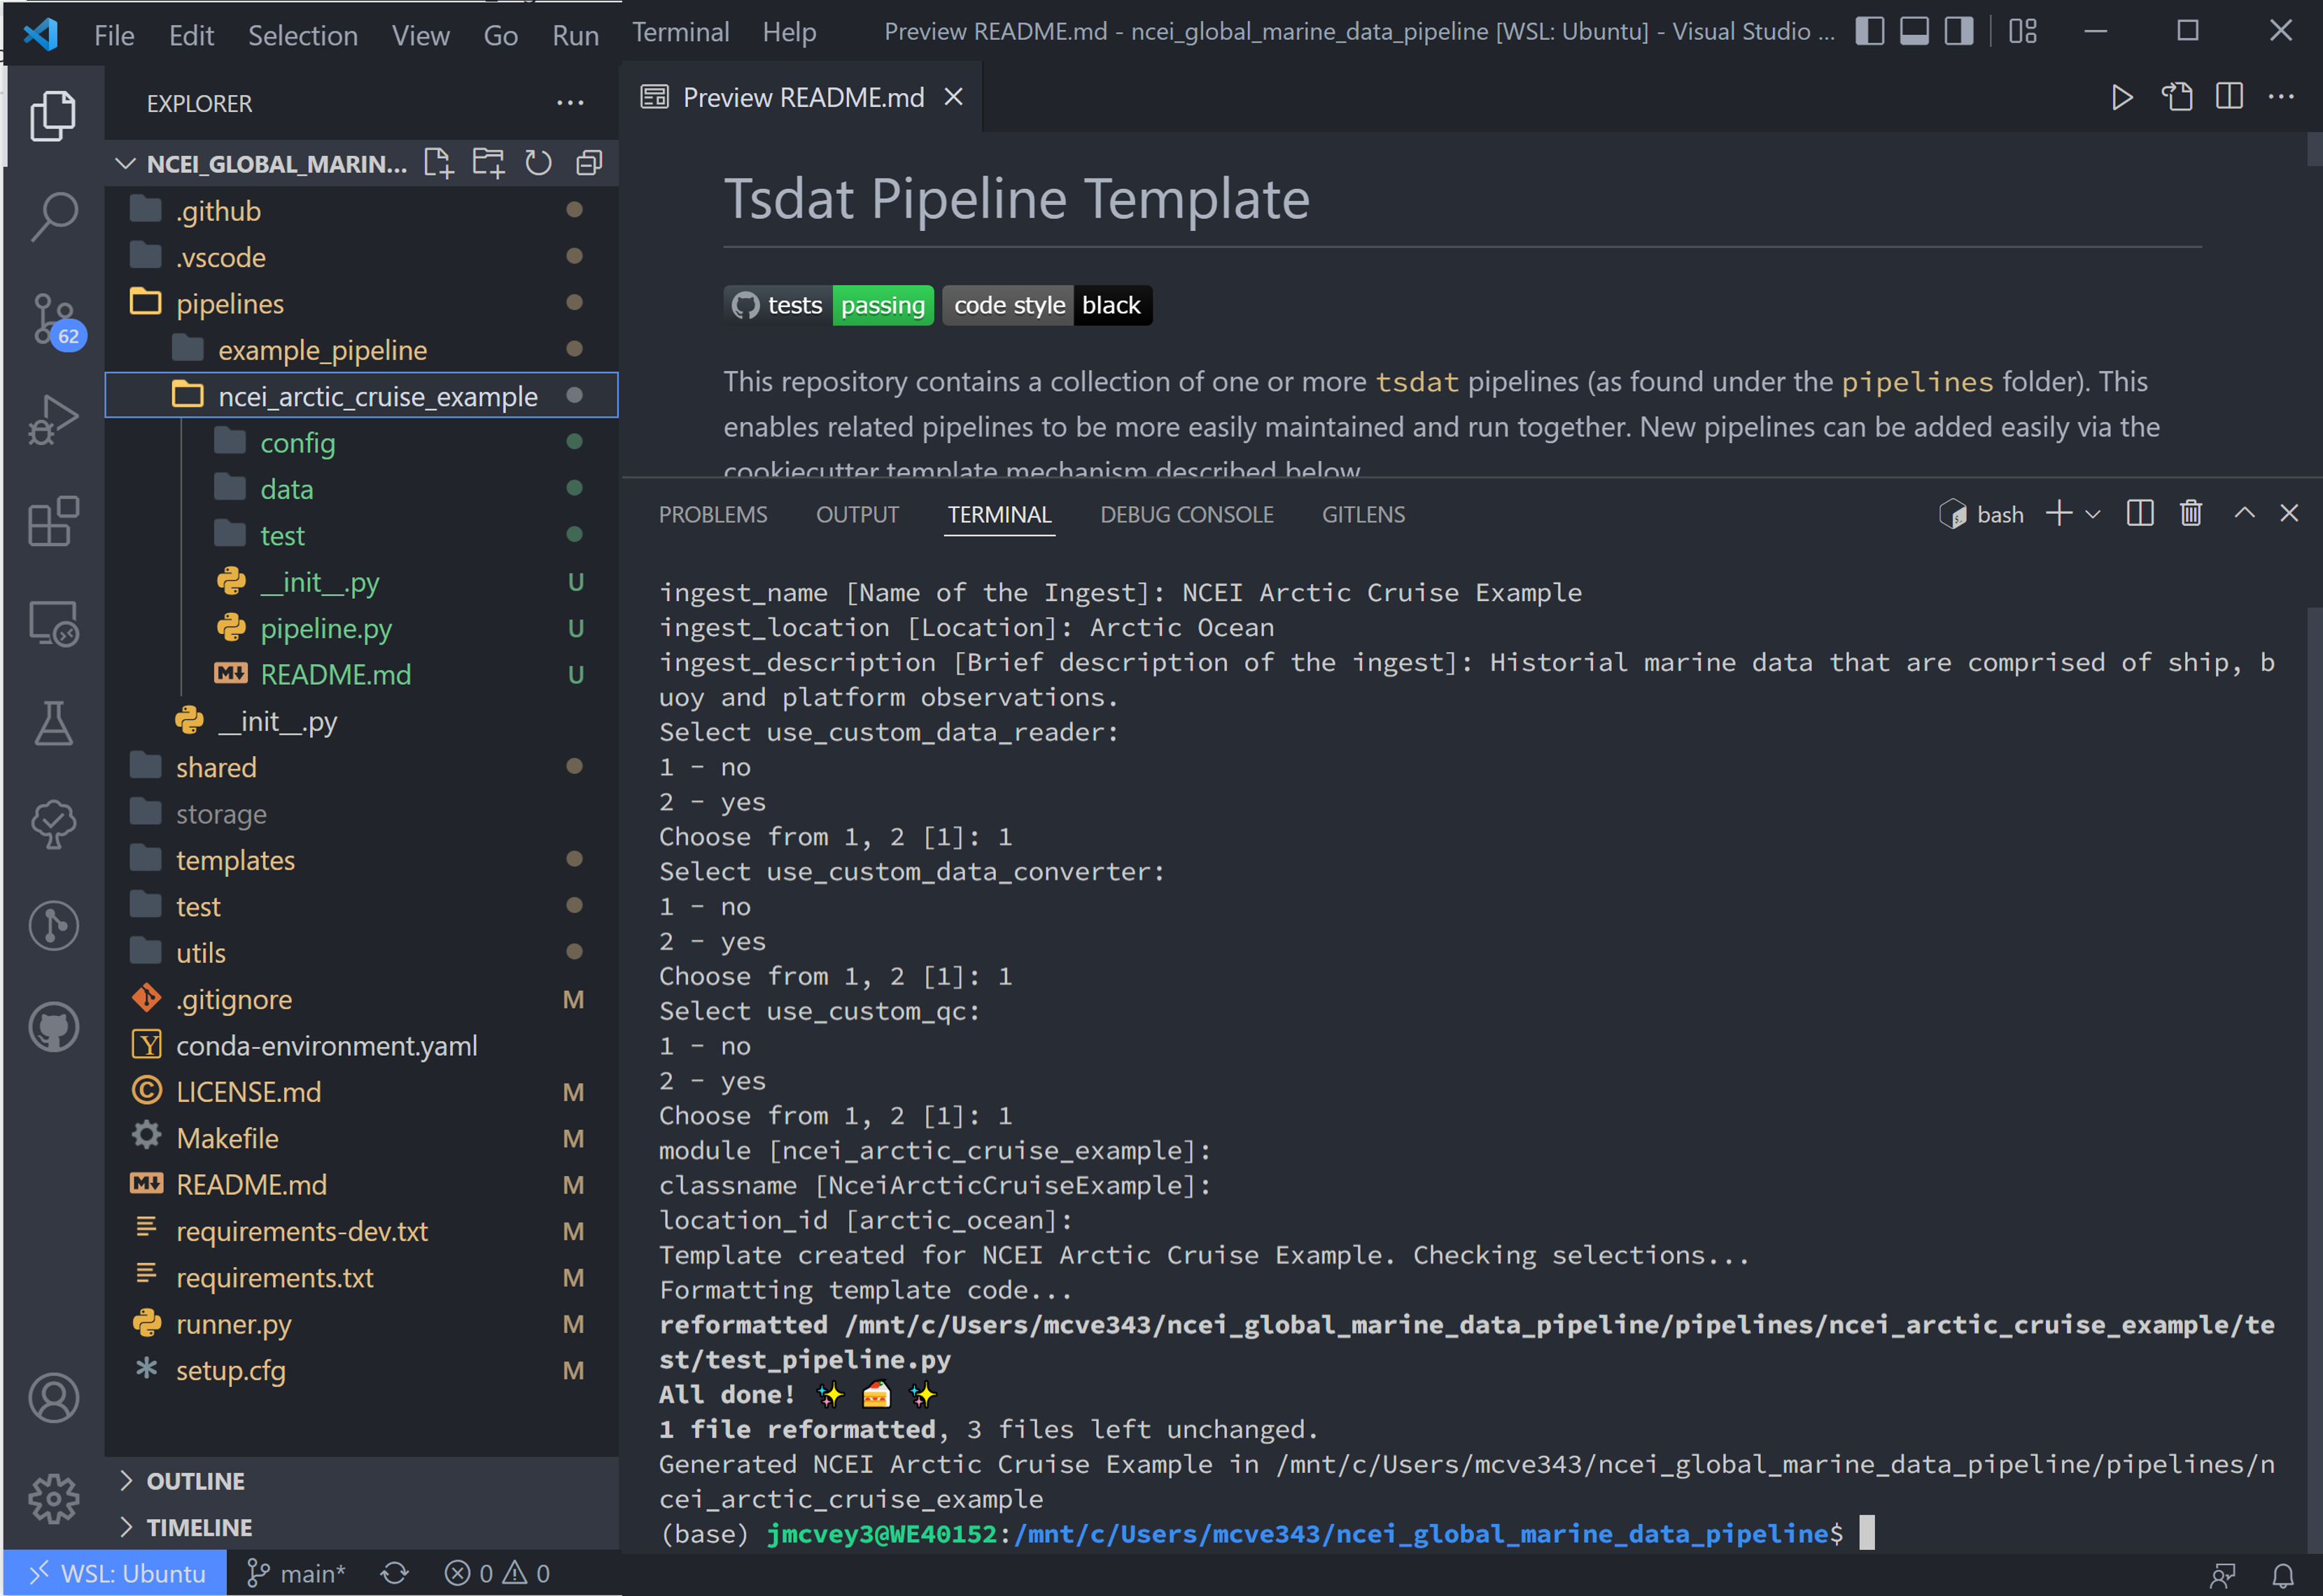 File Edit Selection View Go Run Terminal Help Preview README.md - ncei_global_marine_data_pipeline [WSL: Ubuntu] - Visual Studio ...
EXPLORER
NCEI_GLOBAL_MARIN...
.github
.vscode
pipelines
example_pipeline
ncei_arctic_cruise_example
config
data
test
__init__.py U
pipeline.py U
README.md U
__init__.py
shared
storage
templates
test
utils
.gitignore M
conda-environment.yaml
LICENSE.md M
Makefile M
README.md M
requirements-dev.txt M
requirements.txt M
runner.py M
setup.cfg M
OUTLINE
TIMELINE
62
Preview README.md
Tsdat Pipeline Template
tests passing code style black
This repository contains a collection of one or more tsdat pipelines (as found under the pipelines folder). This
enables related pipelines to be more easily maintained and run together. New pipelines can be added easily via the
cookiecutter template mechanism described below
PROBLEMS OUTPUT TERMINAL DEBUG CONSOLE GITLENS bash
ingest_name [Name of the Ingest]: NCEI Arctic Cruise Example
ingest_location [Location]: Arctic Ocean
ingest_description [Brief description of the ingest]: Historial marine data that are comprised of ship, b
uoy and platform observations.
Select use_custom_data_reader:
1 - no
2 - yes
Choose from 1, 2 [1]: 1
Select use_custom_data_converter:
1 - no
2 - yes
Choose from 1, 2 [1]: 1
Select use_custom_qc:
1 - no
2 - yes
Choose from 1, 2 [1]: 1
module [ncei_arctic_cruise_example]:
classname [NceiArcticCruiseExample]:
location_id [arctic_ocean]:
Template created for NCEI Arctic Cruise Example. Checking selections...
Formatting template code...
reformatted /mnt/c/Users/mcve343/ncei_global_marine_data_pipeline/pipelines/ncei_arctic_cruise_example/te
st/test_pipeline.py
All done! ✨ 🍰 ✨
1 file reformatted, 3 files left unchanged.
Generated NCEI Arctic Cruise Example in /mnt/c/Users/mcve343/ncei_global_marine_data_pipeline/pipelines/n
cei_arctic_cruise_example
(base) jmcvey3@WE40152:/mnt/c/Users/mcve343/ncei_global_marine_data_pipeline$
WSL: Ubuntu main* 0 0